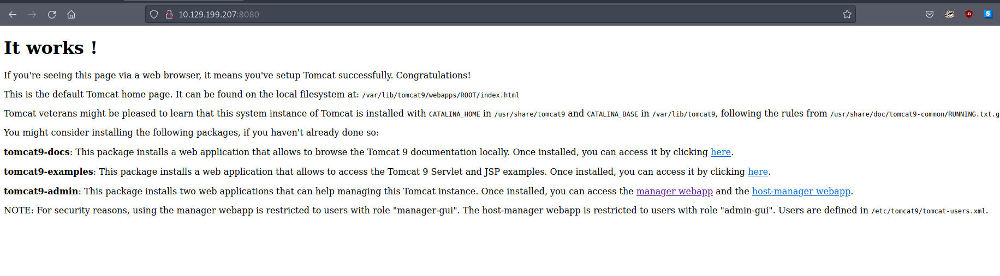 10.129.199.207:8080
It works !
If you're seeing this page via a web browser, it means you've setup Tomcat successfully. Congratulations!
This is the default Tomcat home page. It can be found on the local filesystem at: /var/lib/tomcat9/webapps/ROOT/index.html
Tomcat veterans might be pleased to learn that this system instance of Tomcat is installed with CATALINA_HOME in /usr/share/tomcat9 and CATALINA_BASE in /var/lib/tomcat9, following the rules from /usr/share/doc/tomcat9-common/RUNNING.txt.g
You might consider installing the following packages, if you haven't already done so:
tomcat9-docs: This package installs a web application that allows to browse the Tomcat 9 documentation locally. Once installed, you can access it by clicking here.
tomcat9-examples: This package installs a web application that allows to access the Tomcat 9 Servlet and JSP examples. Once installed, you can access it by clicking here.
tomcat9-admin: This package installs two web applications that can help managing this Tomcat instance. Once installed, you can access the manager webapp and the host-manager webapp.
NOTE: For security reasons, using the manager webapp is restricted to users with role "manager-gui". The host-manager webapp is restricted to users with role "admin-gui". Users are defined in /etc/tomcat9/tomcat-users.xml.